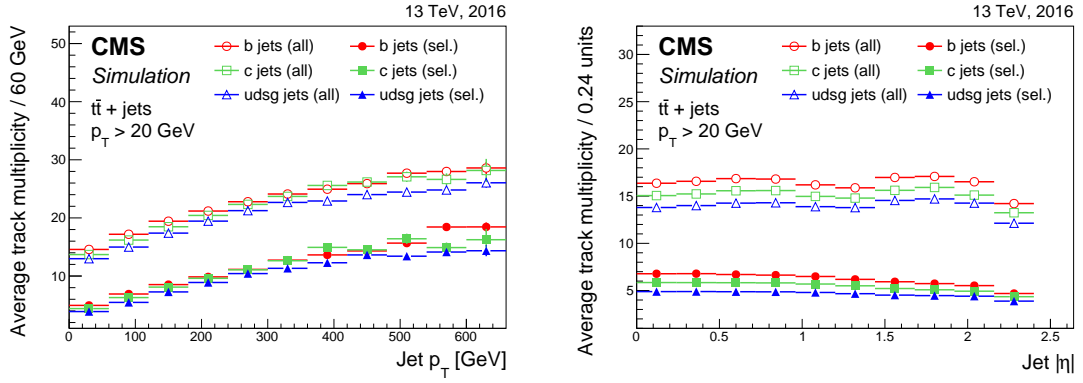 13 TeV, 2016
CMS
Simulation
tt̄ + jets
p_T > 20 GeV
b jets (all)
b jets (sel.)
c jets (all)
c jets (sel.)
udsg jets (all)
udsg jets (sel.)
Average track multiplicity / 60 GeV
50
40
30
20
10
0 100 200 300 400 500 600
Jet p_T [GeV]
13 TeV, 2016
CMS
Simulation
tt̄ + jets
p_T > 20 GeV
b jets (all)
b jets (sel.)
c jets (all)
c jets (sel.)
udsg jets (all)
udsg jets (sel.)
Average track multiplicity / 0.24 units
30
25
20
15
10
5
0 0.5 1 1.5 2 2.5
Jet |η|